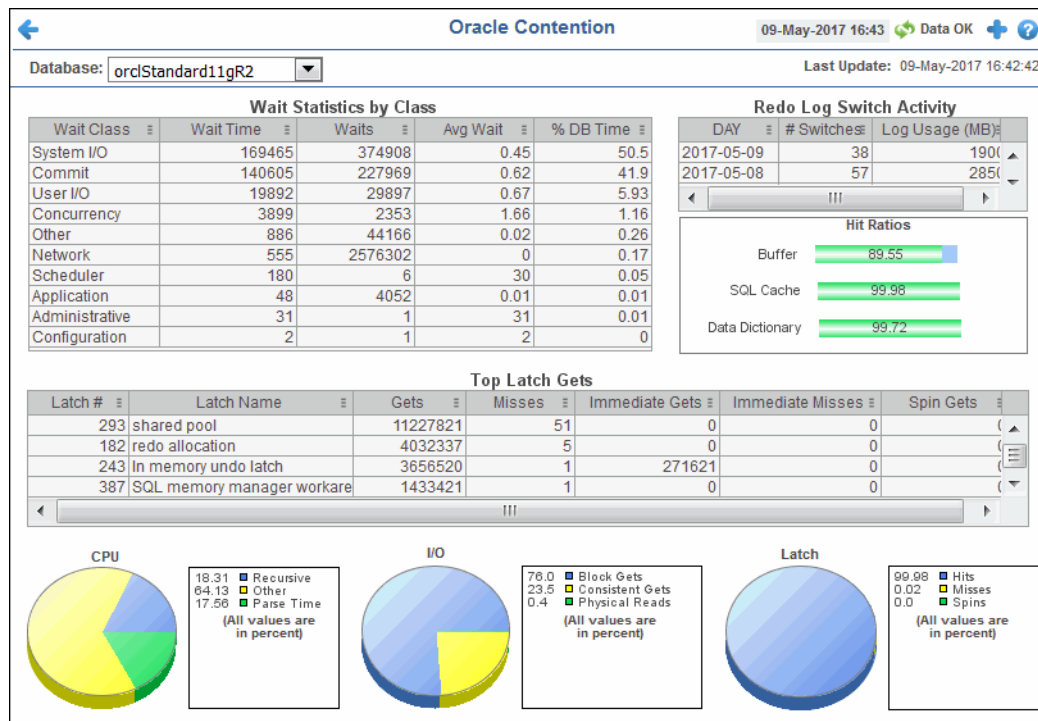 Oracle Contention
09-May-2017 16:43 Data OK
Database: orclStandard11gR2
Last Update: 09-May-2017 16:42:42
Wait Statistics by Class
Wait Class Wait Time Waits Avg Wait % DB Time
System I/O 169465 374908 0.45 50.5
Commit 140605 227969 0.62 41.9
User I/O 19892 29897 0.67 5.93
Concurrency 3899 2353 1.66 1.16
Other 886 44166 0.02 0.26
Network 555 2576302 0 0.17
Scheduler 180 6 30 0.05
Application 48 4052 0.01 0.01
Administrative 31 1 31 0.01
Configuration 2 1 2 0
Redo Log Switch Activity
DAY # Switches Log Usage (MB)
2017-05-09 38
2017-05-08 57
Hit Ratios
Buffer 89.55
SQL Cache 99.98
Data Dictionary 99.72
Top Latch Gets
Latch # Latch Name Gets Misses Immediate Gets Immediate Misses Spin Gets
293 shared pool 11227821 51 0 0
182 redo allocation 4032337 5 0 0
243 In memory undo latch 3656520 1 271621 0
387 SQL memory manager workare 1433421 1 0 0
CPU
18.31 Recursive
64.13 Other
17.56 Parse Time
(All values are
in percent)
I/O
76.0 Block Gets
23.5 Consistent Gets
0.4 Physical Reads
(All values are
in percent)
Latch
99.98 Hits
0.02 Misses
0.0 Spins
(All values are
in percent)